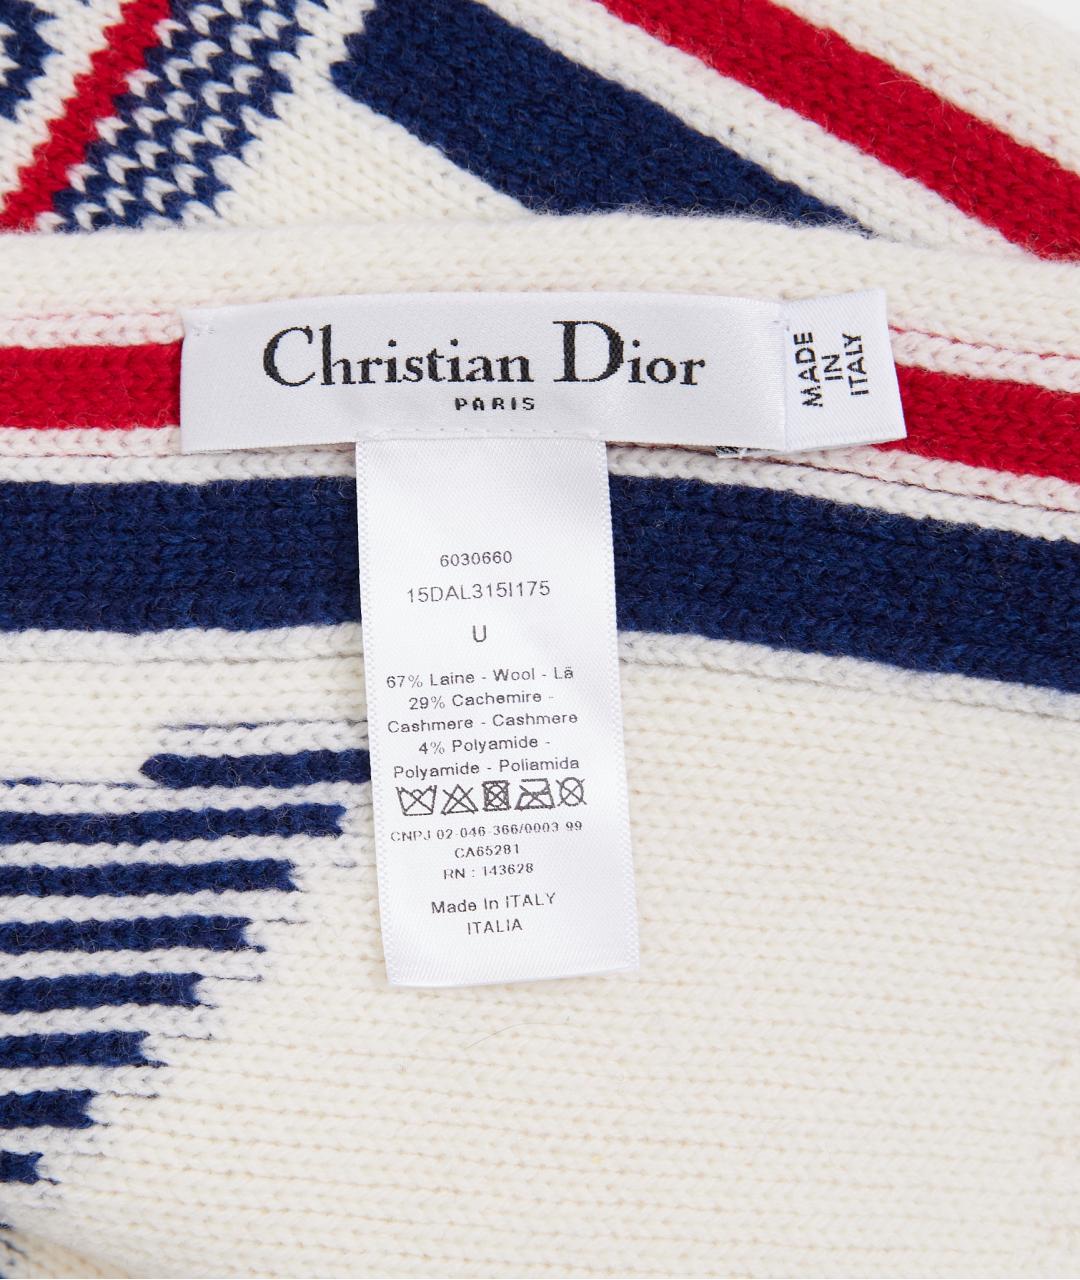 Christian Dior
PARIS
MADE
IN
ITALY
6030660
15DAL315I175
U
67% Laine - Wool - Lã
29% Cachemire -
Cashmere - Cashmere
4% Polyamide -
Polyamide - Poliamida
CNPJ 02-046-366/0003 99
CA65281
RN : 143628
Made In ITALY
ITALIA